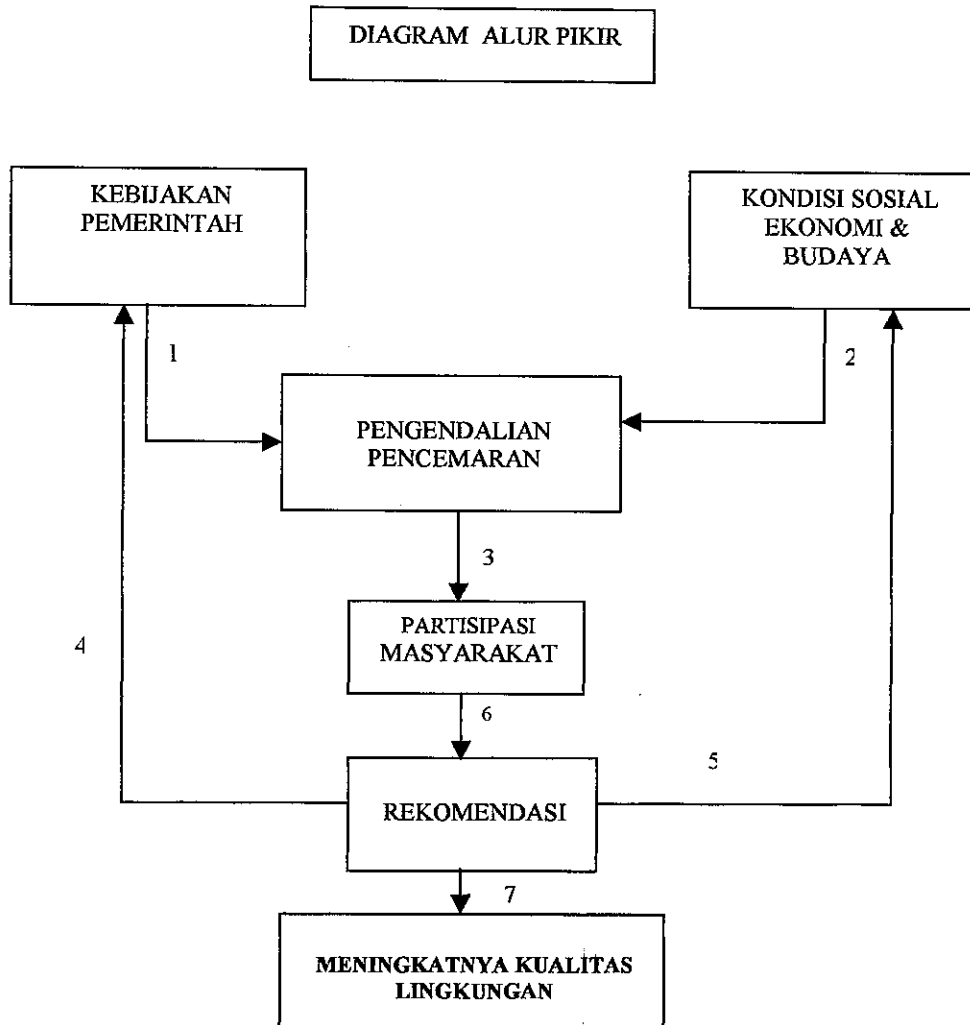 DIAGRAM ALUR PIKIR
KEBIJAKAN
PEMERINTAH
KONDISI SOSIAL
EKONOMI &
BUDAYA
1
2
PENGENDALIAN
PENCEMARAN
3
PARTISIPASI
MASYARAKAT
4
6
5
REKOMENDASI
7
MENINGKATNYA KUALITAS
LINGKUNGAN